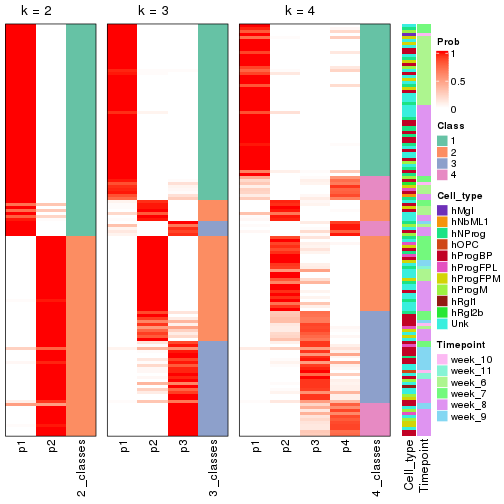 k = 2
k = 3
k = 4
p1
p2
2_classes
p1
p2
p3
3_classes
p1
p2
p3
p4
4_classes
Cell_type
Timepoint
Prob
1
0.5
0
Class
1
2
3
4
Cell_type
hMgl
hNbML1
hNProg
hOPC
hProgBP
hProgFPL
hProgFPM
hProgM
hRgl1
hRgl2b
Unk
Timepoint
week_10
week_11
week_6
week_7
week_8
week_9